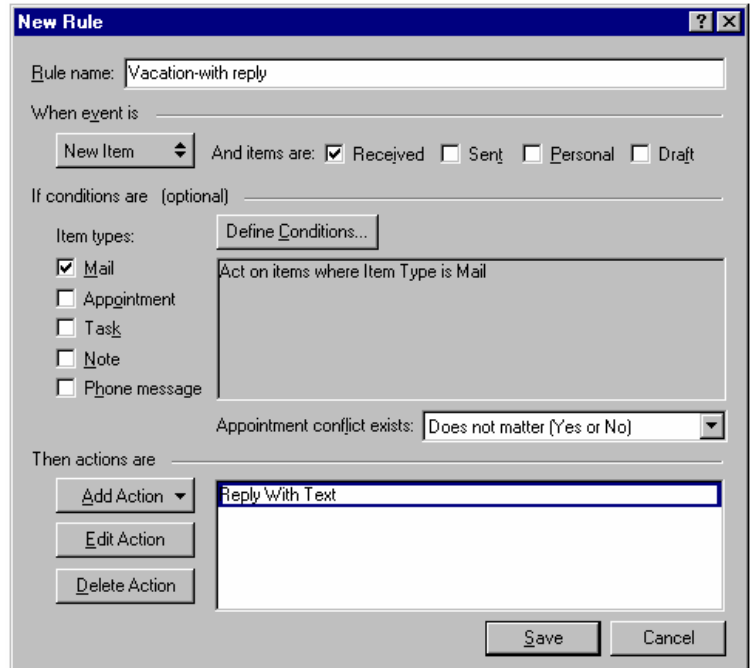 New Rule
Rule name: Vacation-with reply
When event is
New Item And items are: Received Sent Personal Draft
If conditions are (optional)
Item types: Define Conditions...
Mail Act on items where Item Type is Mail
Appointment
Task
Note
Phone message
Appointment conflict exists: Does not matter (Yes or No)
Then actions are
Add Action Reply With Text
Edit Action
Delete Action
Save Cancel